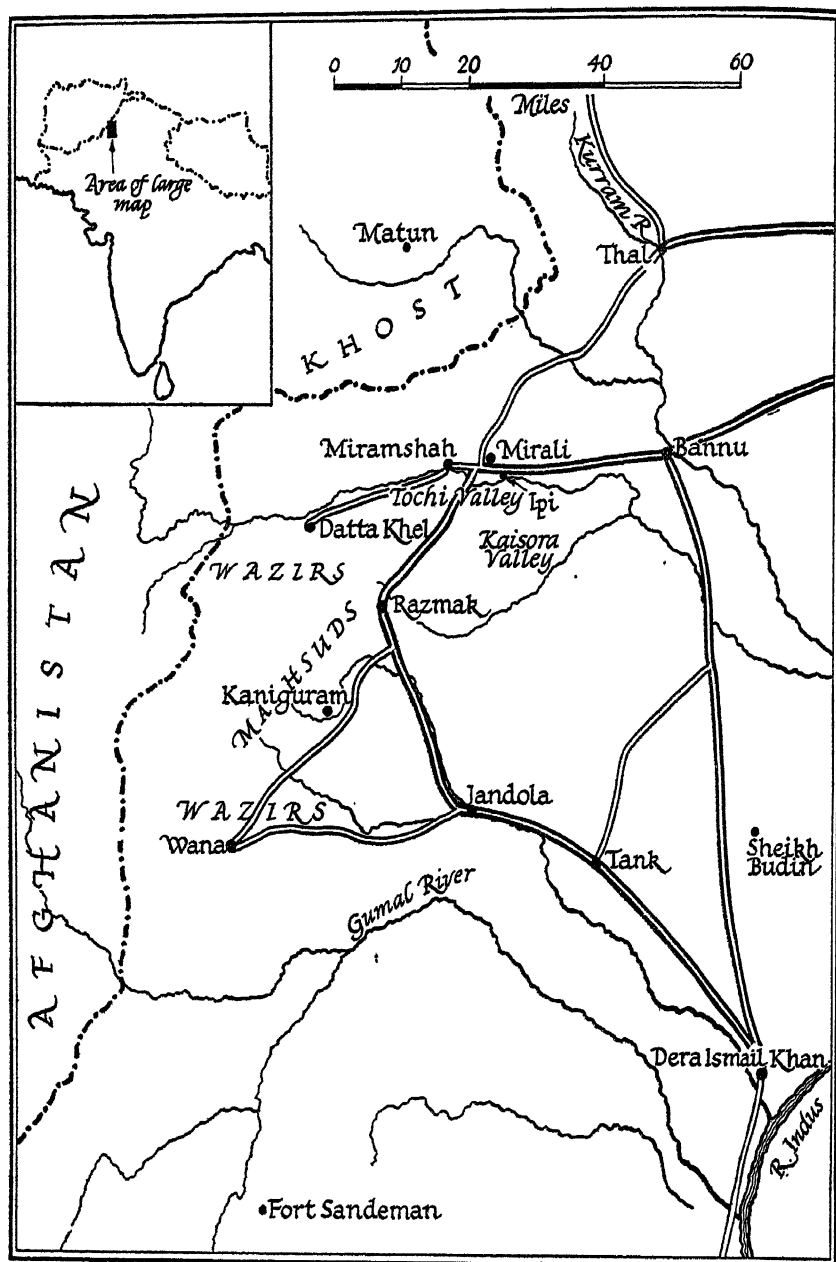 0 10 20 40 60
Miles
Area of large
map
Kurram R
Matun
Thal
KHOST
Miramshah
Mirali
Bannu
Tochi Valley
Ipi
Datta Khel
Kaisora
Valley
WAZIRS
AFGHANISTAN
Razmak
MAHSUDS
Kaniguram
Jandola
WAZIRS
Wana
Tank
Sheikh
Budin
Gumal River
Dera Ismail Khan
R. Indus
Fort Sandeman